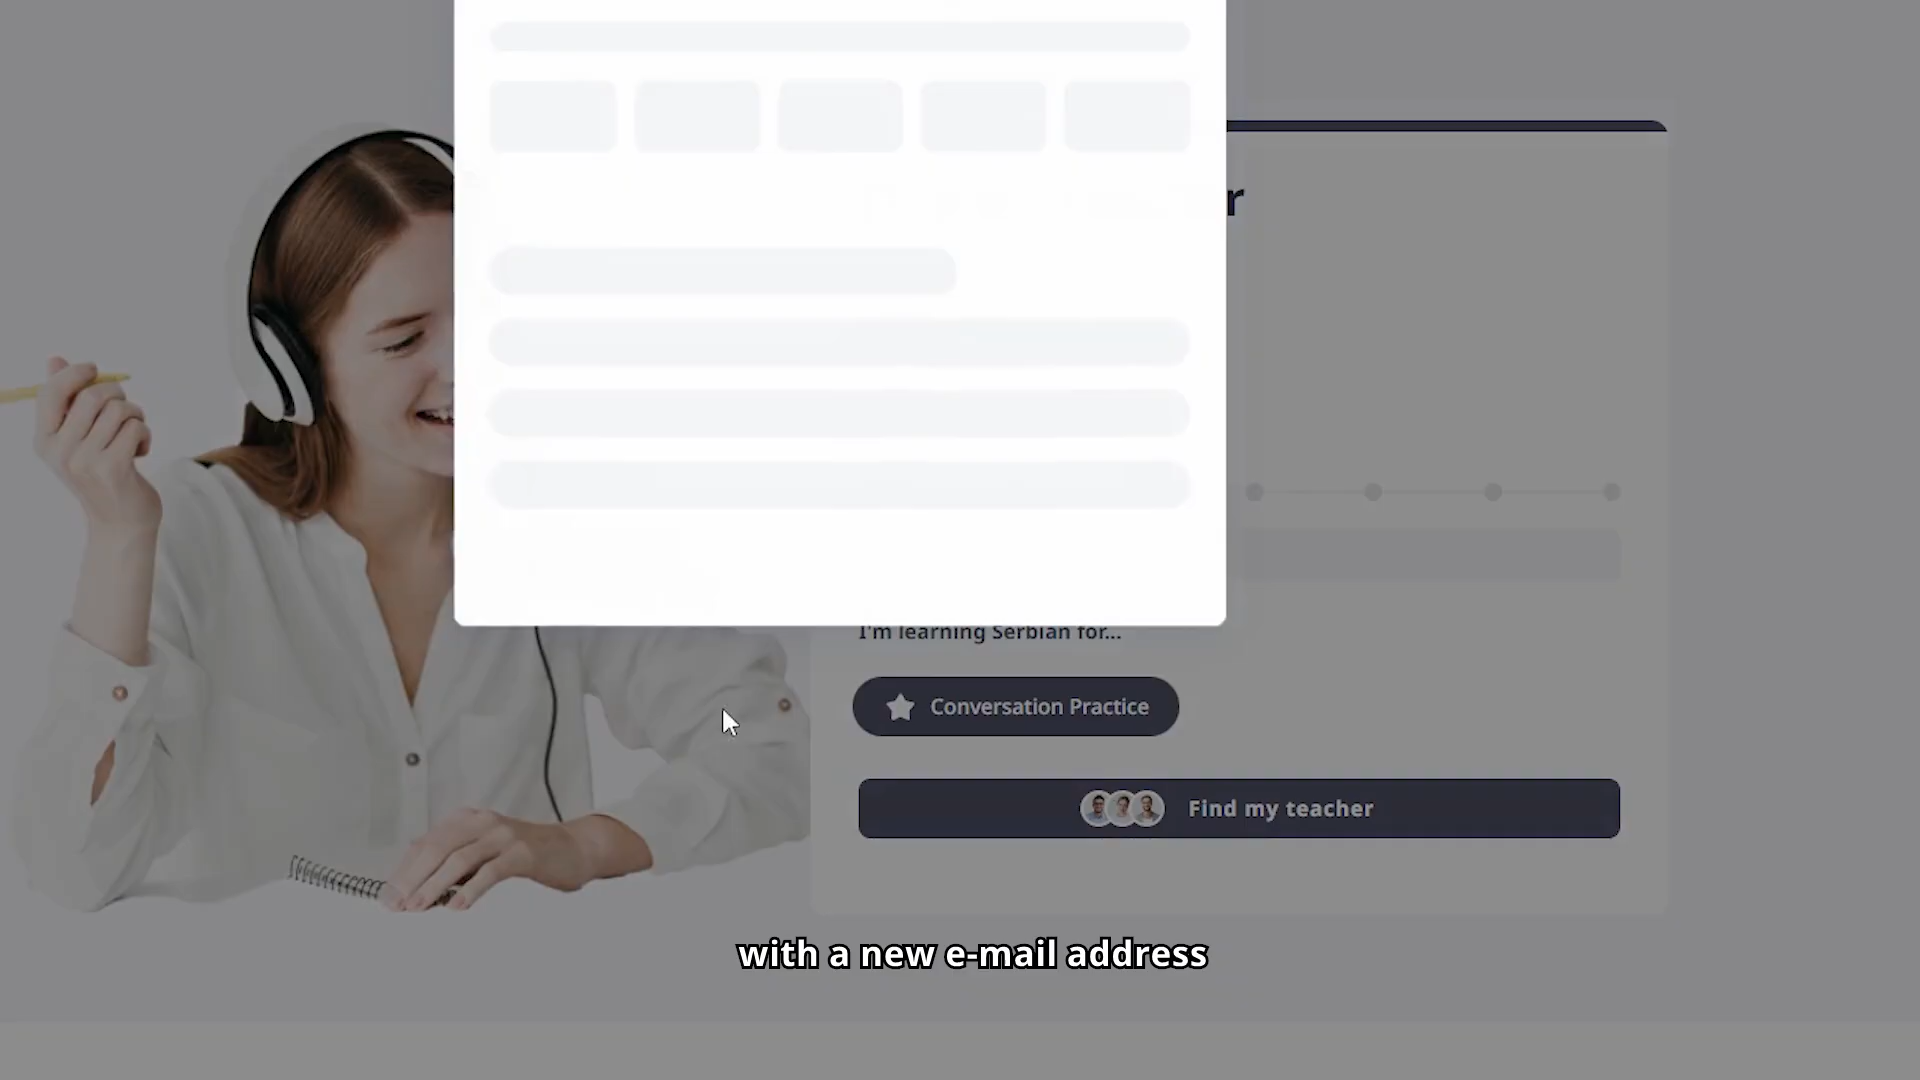 r
I'm learning Serbian for...
Conversation Practice
Find my teacher
with a new e-mail address